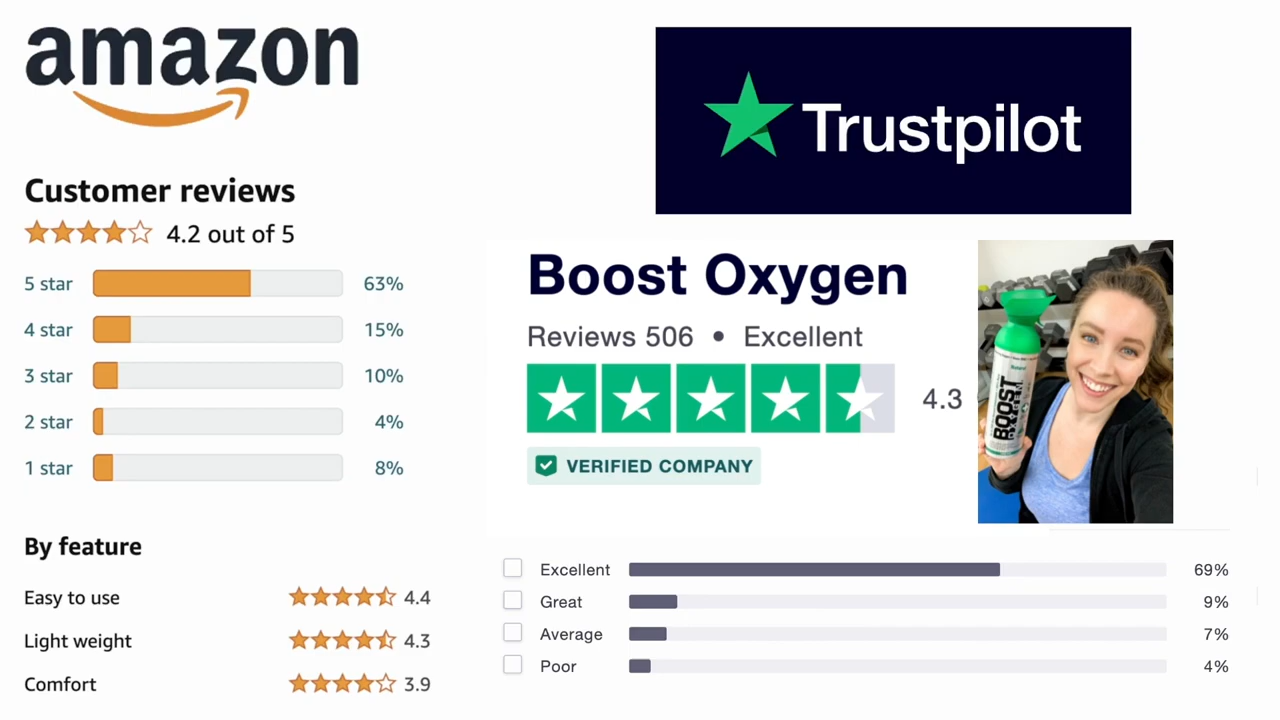 amazon
Customer reviews
4.2 out of 5
5 star 63%
4 star 15%
3 star 10%
2 star 4%
1 star 8%
By feature
Easy to use 4.4
Light weight 4.3
Comfort 3.9
Trustpilot
Boost Oxygen
Reviews 506 • Excellent
4.3
VERIFIED COMPANY
BOOST
OXYGEN
Excellent 69%
Great 9%
Average 7%
Poor 4%